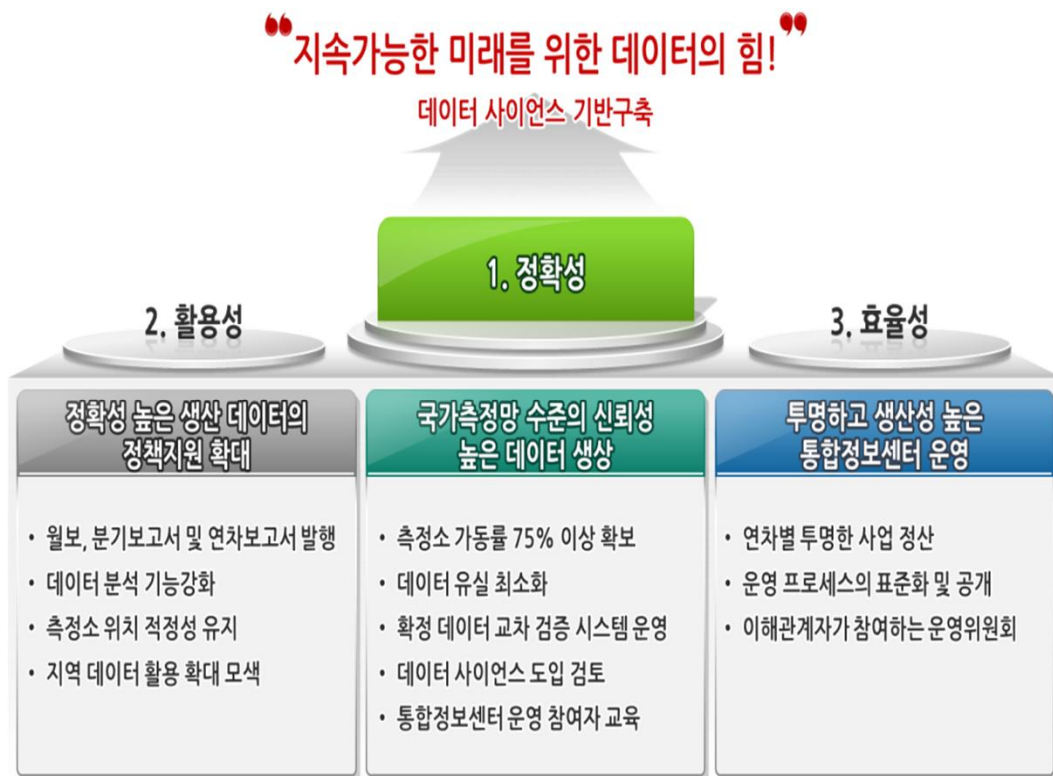 "지속가능한 미래를 위한 데이터의 힘!"
데이터 사이언스 기반구축
1. 정확성
2. 활용성
3. 효율성
정확성 높은 생산 데이터의
정책지원 확대
• 월보, 분기보고서 및 연차보고서 발행
• 데이터 분석 기능강화
• 측정소 위치 적정성 유지
• 지역 데이터 활용 확대 모색
국가측정망 수준의 신뢰성
높은 데이터 생상
• 측정소 가동률 75% 이상 확보
• 데이터 유실 최소화
• 확정 데이터 교차 검증 시스템 운영
• 데이터 사이언스 도입 검토
• 통합정보센터 운영 참여자 교육
투명하고 생산성 높은
통합정보센터 운영
• 연차별 투명한 사업 정산
• 운영 프로세스의 표준화 및 공개
• 이해관계자가 참여하는 운영위원회